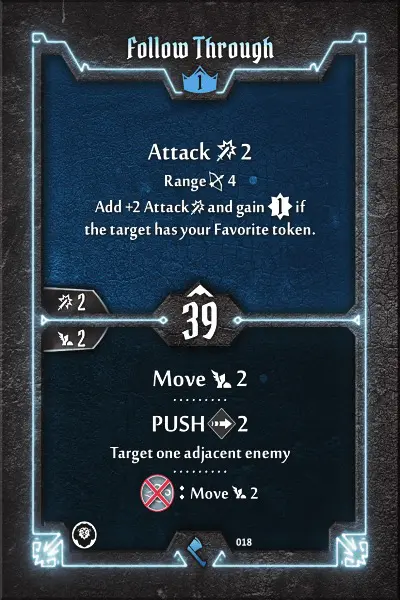 Follow Through
1
Attack 2
Range 4
Add +2 Attack and gain 1 if
the target has your Favorite token.
2
39
2
Move 2
PUSH 2
Target one adjacent enemy
: Move 2
018